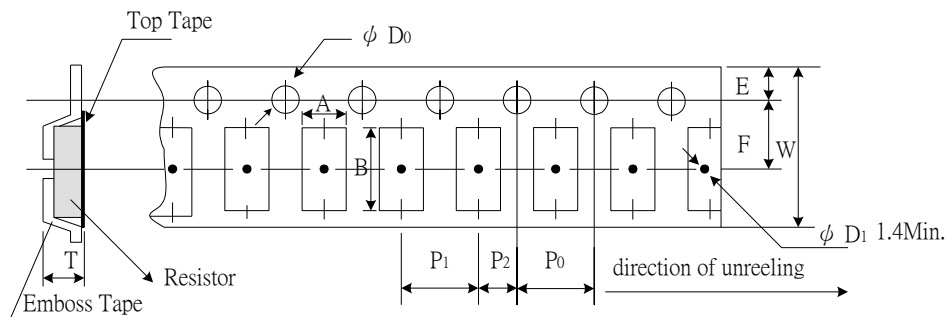 Top Tape
ψ D0
E
A
F
W
B
ψ D1 1.4Min.
T
P1
P2
P0
Resistor
direction of unreeling
Emboss Tape